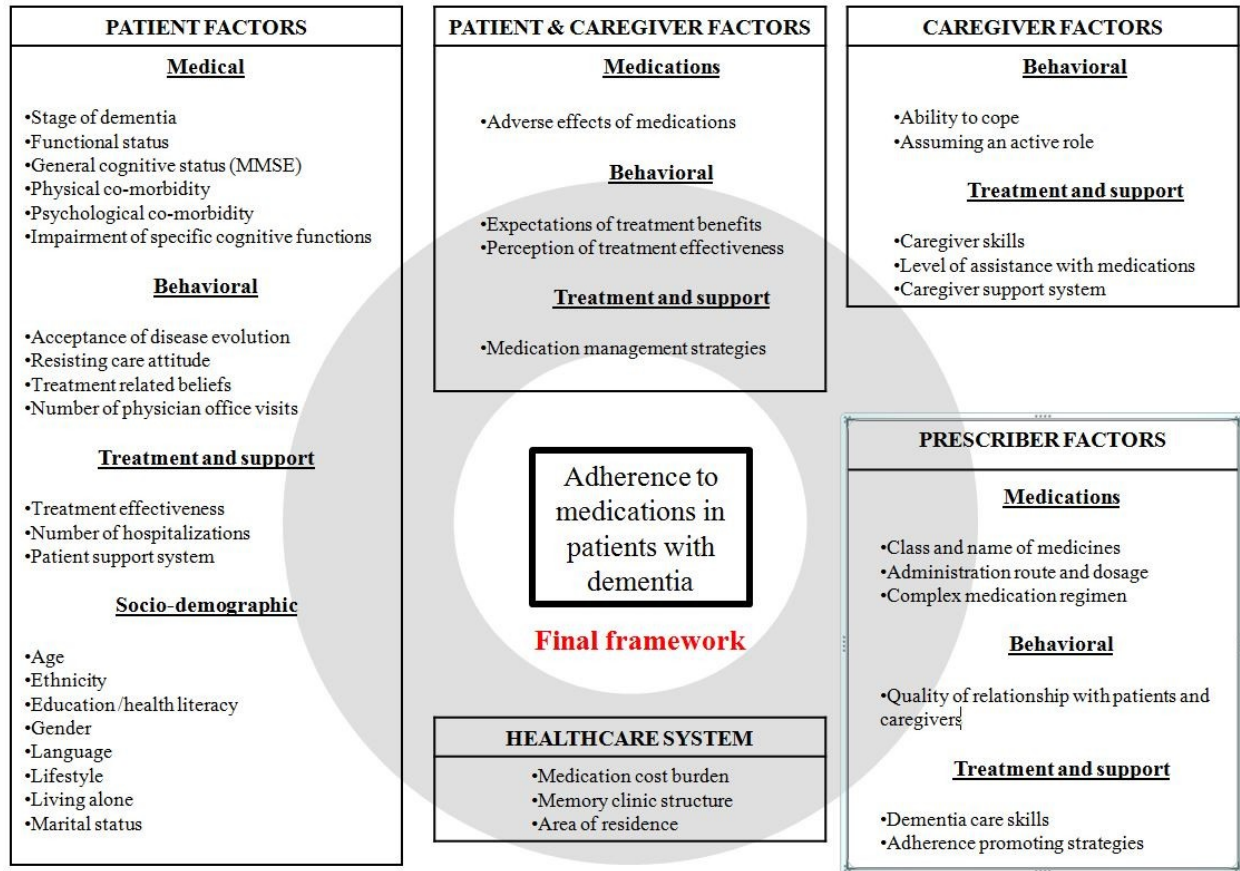 PATIENT FACTORS
Medical
•Stage of dementia
•Functional status
•General cognitive status (MMSE)
•Physical co-morbidity
•Psychological co-morbidity
•Impairment of specific cognitive functions
Behavioral
•Acceptance of disease evolution
•Resisting care attitude
•Treatment related beliefs
•Number of physician office visits
Treatment and support
•Treatment effectiveness
•Number of hospitalizations
•Patient support system
Socio-demographic
•Age
•Ethnicity
•Education /health literacy
•Gender
•Language
•Lifestyle
•Living alone
•Marital status
PATIENT & CAREGIVER FACTORS
Medications
•Adverse effects of medications
Behavioral
•Expectations of treatment benefits
•Perception of treatment effectiveness
Treatment and support
•Medication management strategies
Adherence to
medications in
patients with
dementia
Final framework
HEALTHCARE SYSTEM
•Medication cost burden
•Memory clinic structure
•Area of residence
CAREGIVER FACTORS
Behavioral
•Ability to cope
•Assuming an active role
Treatment and support
•Caregiver skills
•Level of assistance with medications
•Caregiver support system
PRESCRIBER FACTORS
Medications
•Class and name of medicines
•Administration route and dosage
•Complex medication regimen
Behavioral
•Quality of relationship with patients and
caregivers
Treatment and support
•Dementia care skills
•Adherence promoting strategies